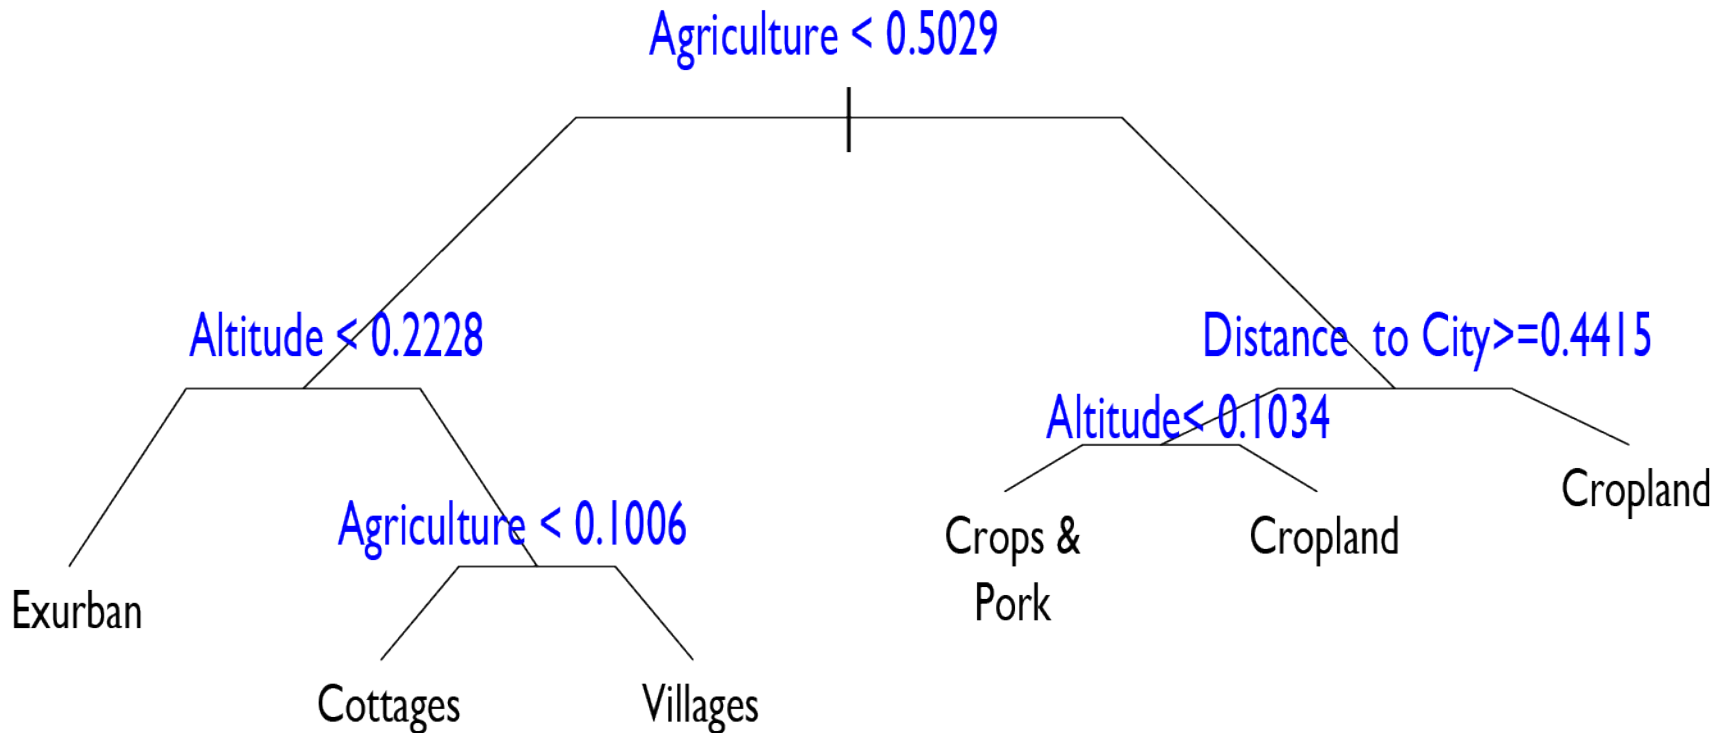 Agriculture < 0.5029
Altitude < 0.2228
Distance to City>=0.4415
Altitude< 0.1034
Cropland
Agriculture < 0.1006
Crops &
Pork
Cropland
Exurban
Cottages
Villages